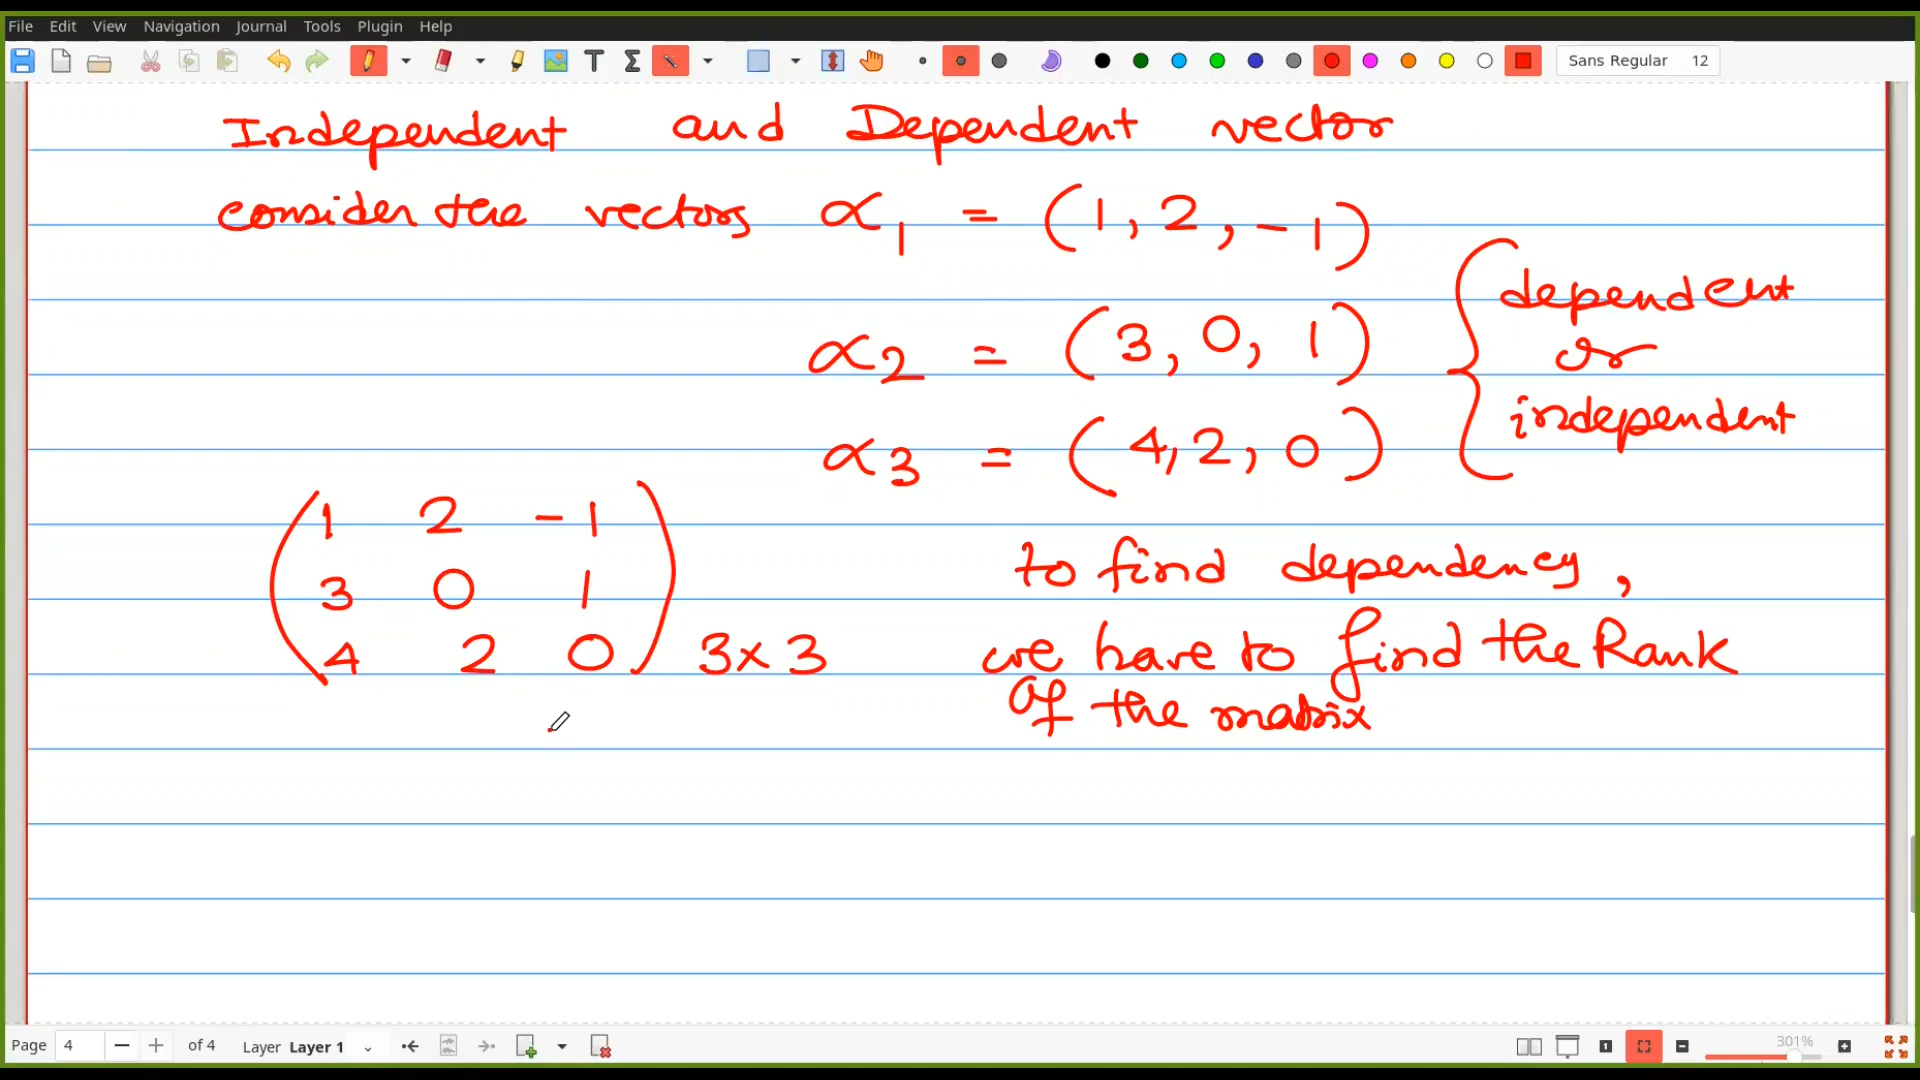 File Edit View Navigation Journal Tools Plugin Help
Sans Regular 12
Independent and Dependent vector
consider the vectors α1 = (1, 2, -1)
α2 = (3, 0, 1)
α3 = (4, 2, 0)
dependent
or
independent
1 2 -1
3 0 1
4 2 0 3x3
to find dependency,
we have to find the Rank
of the matrix
Page 4 of 4 Layer Layer 1 301%